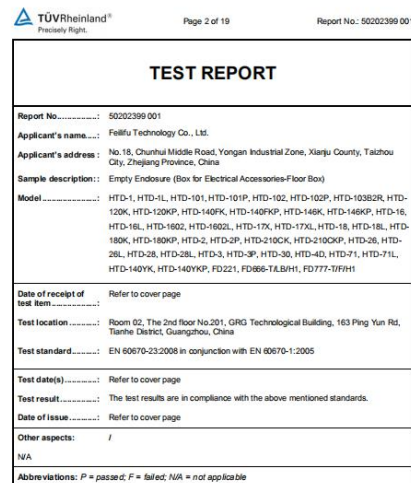 TÜVRheinland®
Precisely Right.
Page 2 of 19
Report No.: 50202399 001
TEST REPORT
Report No................: 50202399 001
Applicant's name....: Feilifu Technology Co., Ltd.
Applicant's address : No.18, Chunhui Middle Road, Yongan Industrial Zone, Xianju County, Taizhou
City, Zhejiang Province, China
Sample description:: Empty Enclosure (Box for Electrical Accessories-Floor Box)
Model ......................: HTD-1, HTD-1L, HTD-101, HTD-101P, HTD-102, HTD-102P, HTD-103B2R, HTD-
120K, HTD-120KP, HTD-140FK, HTD-140FKP, HTD-146K, HTD-146KP, HTD-16,
HTD-16L, HTD-1602, HTD-1602L, HTD-17X, HTD-17XL, HTD-18, HTD-18L, HTD-
180K, HTD-180KP, HTD-2, HTD-2P, HTD-210CK, HTD-210CKP, HTD-26, HTD-
26L, HTD-28, HTD-28L, HTD-3, HTD-3P, HTD-30, HTD-4D, HTD-71, HTD-71L,
HTD-140YK, HTD-140YKP, FD221, FD666-T/LB/H1, FD777-T/F/H1
Date of receipt of
test item...................: Refer to cover page
Test location ...........: Room 02, The 2nd floor No.201, GRG Technological Building, 163 Ping Yun Rd,
Tianhe District, Guangzhou, China
Test standard...........: EN 60670-23:2008 in conjunction with EN 60670-1:2005
Test date(s)..............: Refer to cover page
Test result................: The test results are in compliance with the above mentioned standards.
Date of issue............: Refer to cover page
Other aspects: /
N/A
Abbreviations: P = passed; F = failed; N/A = not applicable